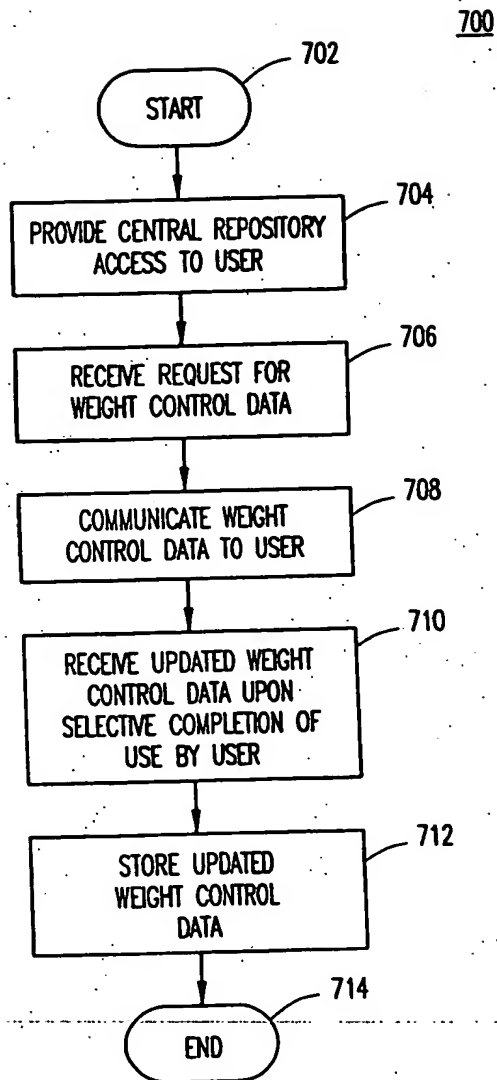 700
702
START
704
PROVIDE CENTRAL REPOSITORY
ACCESS TO USER
706
RECEIVE REQUEST FOR
WEIGHT CONTROL DATA
708
COMMUNICATE WEIGHT
CONTROL DATA TO USER
710
RECEIVE UPDATED WEIGHT
CONTROL DATA UPON
SELECTIVE COMPLETION OF
USE BY USER
712
STORE UPDATED
WEIGHT CONTROL
DATA
714
END